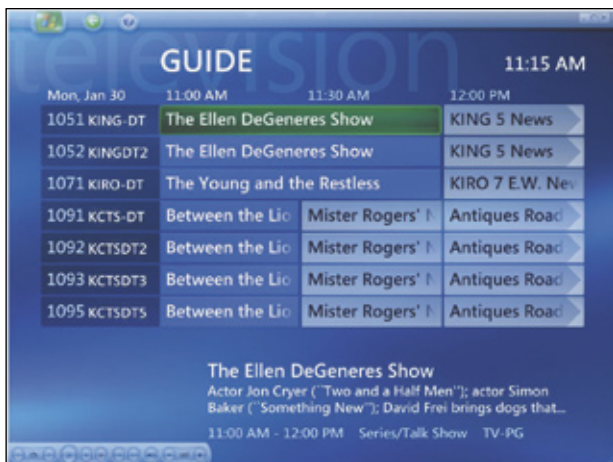 television
GUIDE 11:15 AM
Mon, Jan 30 11:00 AM 11:30 AM 12:00 PM
1051 KING-DT The Ellen DeGeneres Show KING 5 News
1052 KINGDT2 The Ellen DeGeneres Show KING 5 News
1071 KIRO-DT The Young and the Restless KIRO 7 E.W. Nev
1091 KCTS-DT Between the Lio Mister Rogers' N Antiques Road
1092 KCTSDT2 Between the Lio Mister Rogers' N Antiques Road
1093 KCTSDT3 Between the Lio Mister Rogers' N Antiques Road
1095 KCTSDT5 Between the Lio Mister Rogers' N Antiques Road
The Ellen DeGeneres Show
Actor Jon Cryer (``Two and a Half Men''); actor Simon
Baker (``Something New''); David Frei brings dogs that...
11:00 AM - 12:00 PM Series/Talk Show TV-PG